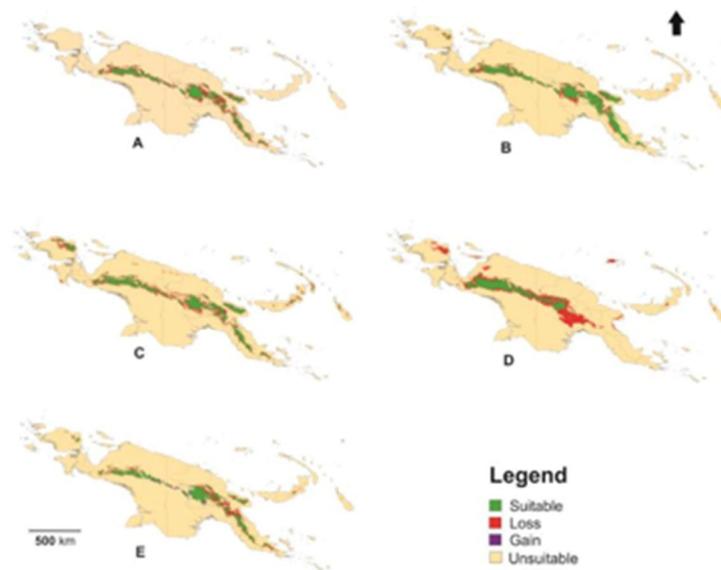 A
B
C
D
E
500 km
Legend
Suitable
Loss
Gain
Unsuitable